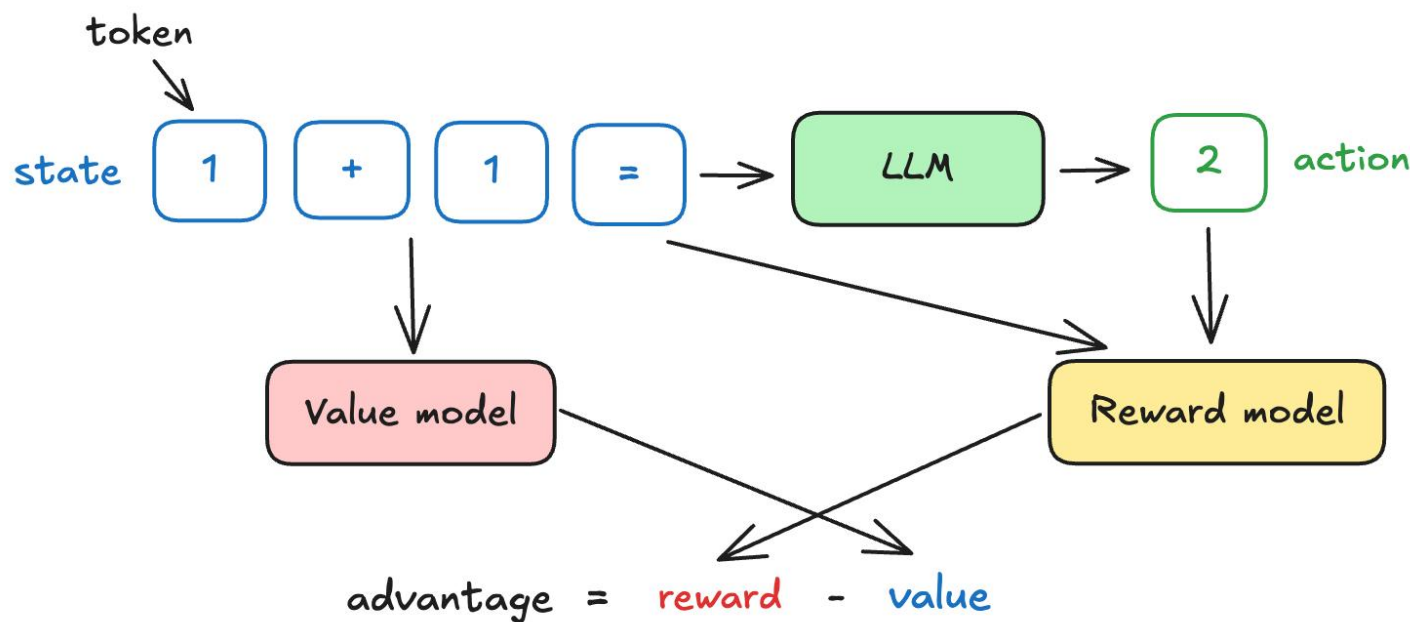 token
state 1 + 1 = LLM 2 action
Value model Reward model
advantage = reward - value